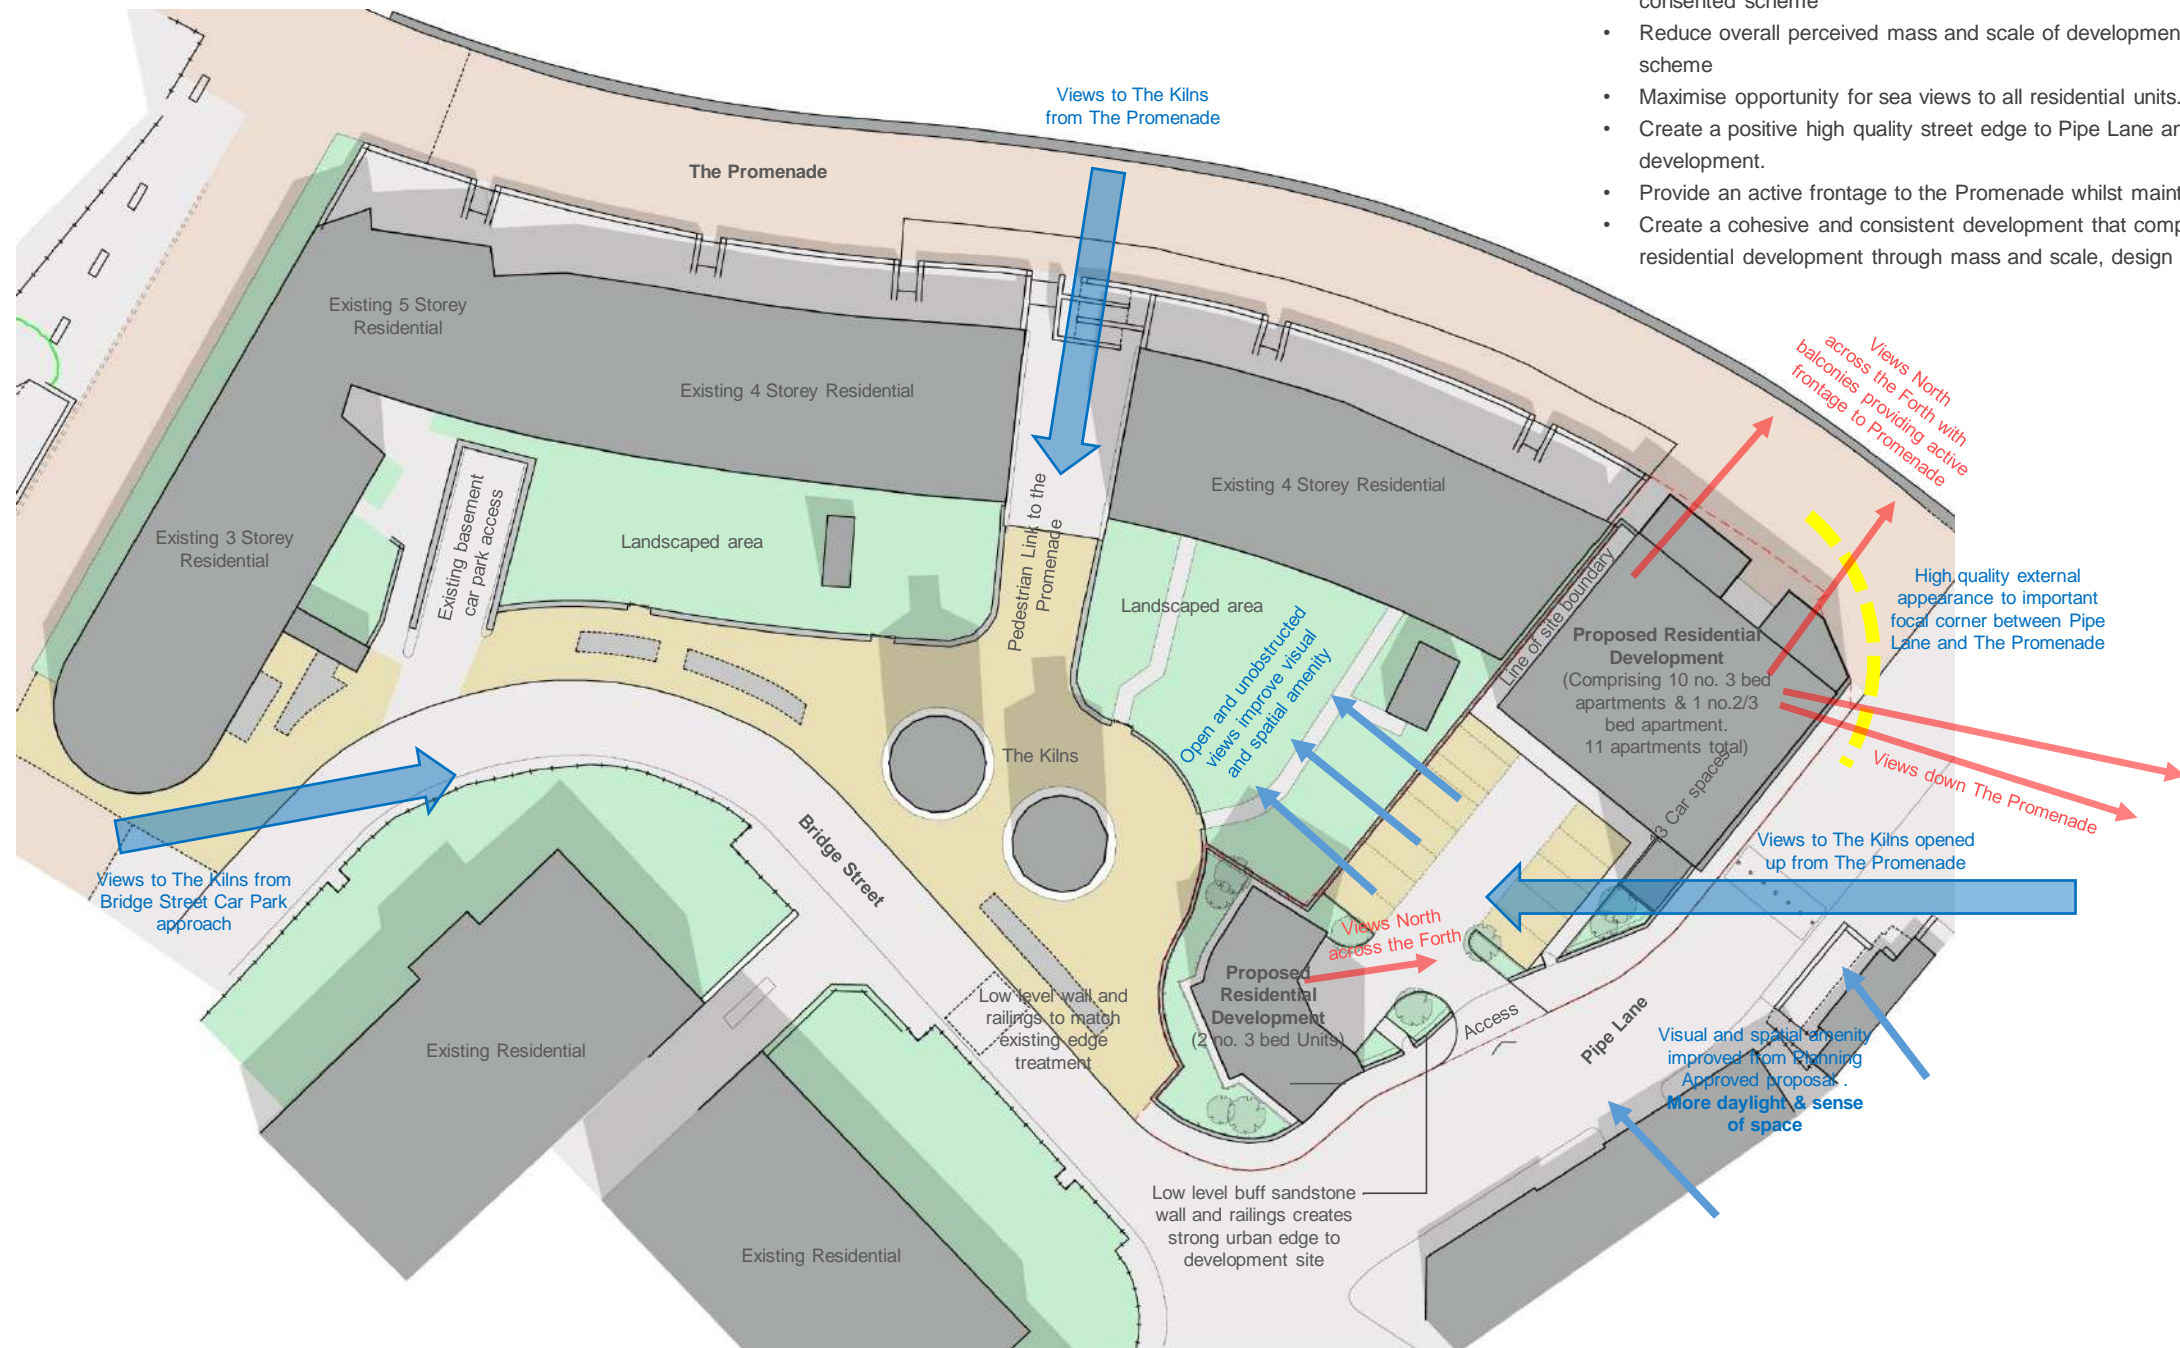 consented scheme
• Reduce overall perceived mass and scale of developmen
scheme
• Maximise opportunity for sea views to all residential units.
• Create a positive high quality street edge to Pipe Lane ar
development.
• Provide an active frontage to the Promenade whilst maint
• Create a cohesive and consistent development that comp
residential development through mass and scale, design
Views to The Kilns
from The Promenade
The Promenade
Existing 5 Storey
Residential
Existing 4 Storey Residential
Existing 4 Storey Residential
Existing 3 Storey
Residential
Existing basement
car park access
Landscaped area
Pedestrian Link to the
Promenade
Landscaped area
Open and unobstructed
views improve visual
and spatial amenity
Line of site boundary
Views North
across the Forth with
balconies providing active
frontage to Promenade
High quality external
appearance to important
focal corner between Pipe
Lane and The Promenade
Proposed Residential
Development
(Comprising 10 no. 3 bed
apartments & 1 no.2/3
bed apartment.
11 apartments total)
13 Car spaces
Views down The Promenade
Views to The Kilns opened
up from The Promenade
The Kilns
Bridge Street
Views to The Kilns from
Bridge Street Car Park
approach
Views North
across the Forth
Proposed
Residential
Development
(2 no. 3 bed Units)
Low level wall and
railings to match
existing edge
treatment
Access
Pipe Lane
Visual and spatial amenity
improved from Planning
Approved proposal .
More daylight & sense
of space
Existing Residential
Existing Residential
Low level buff sandstone
wall and railings creates
strong urban edge to
development site